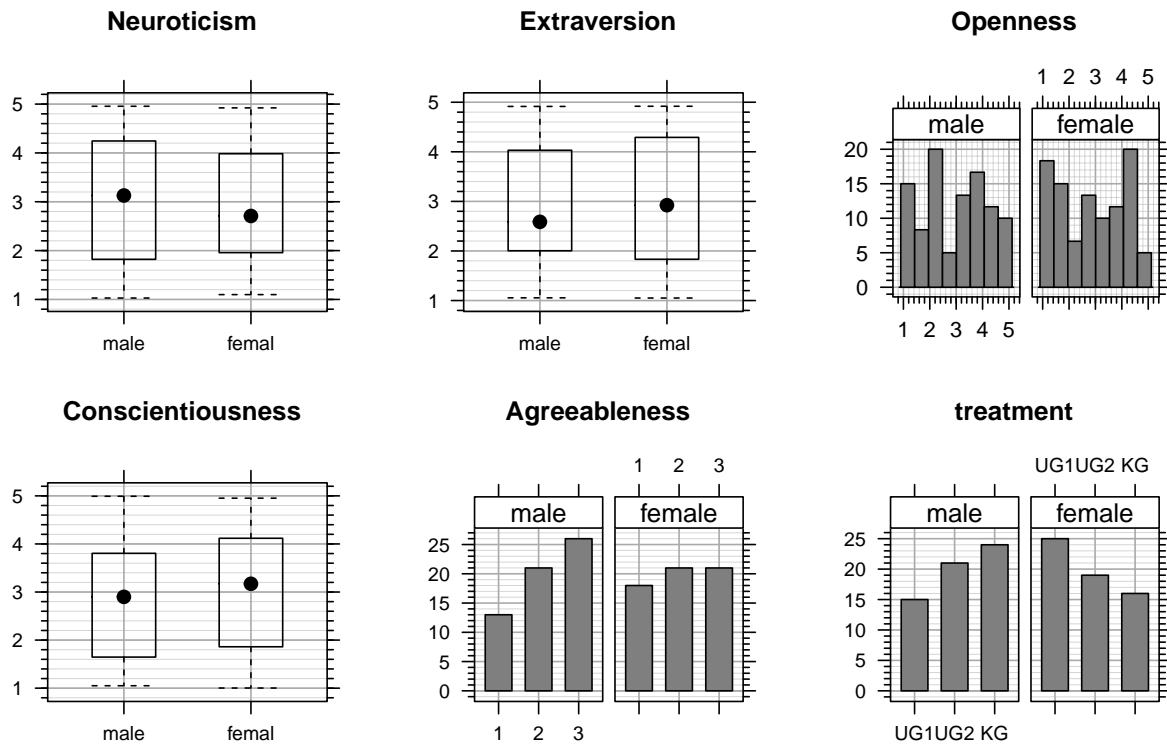 Neuroticism
5
4
3
2
1
male femal
Extraversion
5
4
3
2
1
male femal
Openness
1 2 3 4 5
male female
20
15
10
5
0
1 2 3 4 5
Conscientiousness
5
4
3
2
1
male femal
Agreeableness
1 2 3
male female
25
20
15
10
5
0
1 2 3
treatment
UG1UG2 KG
male female
25
20
15
10
5
0
UG1UG2 KG